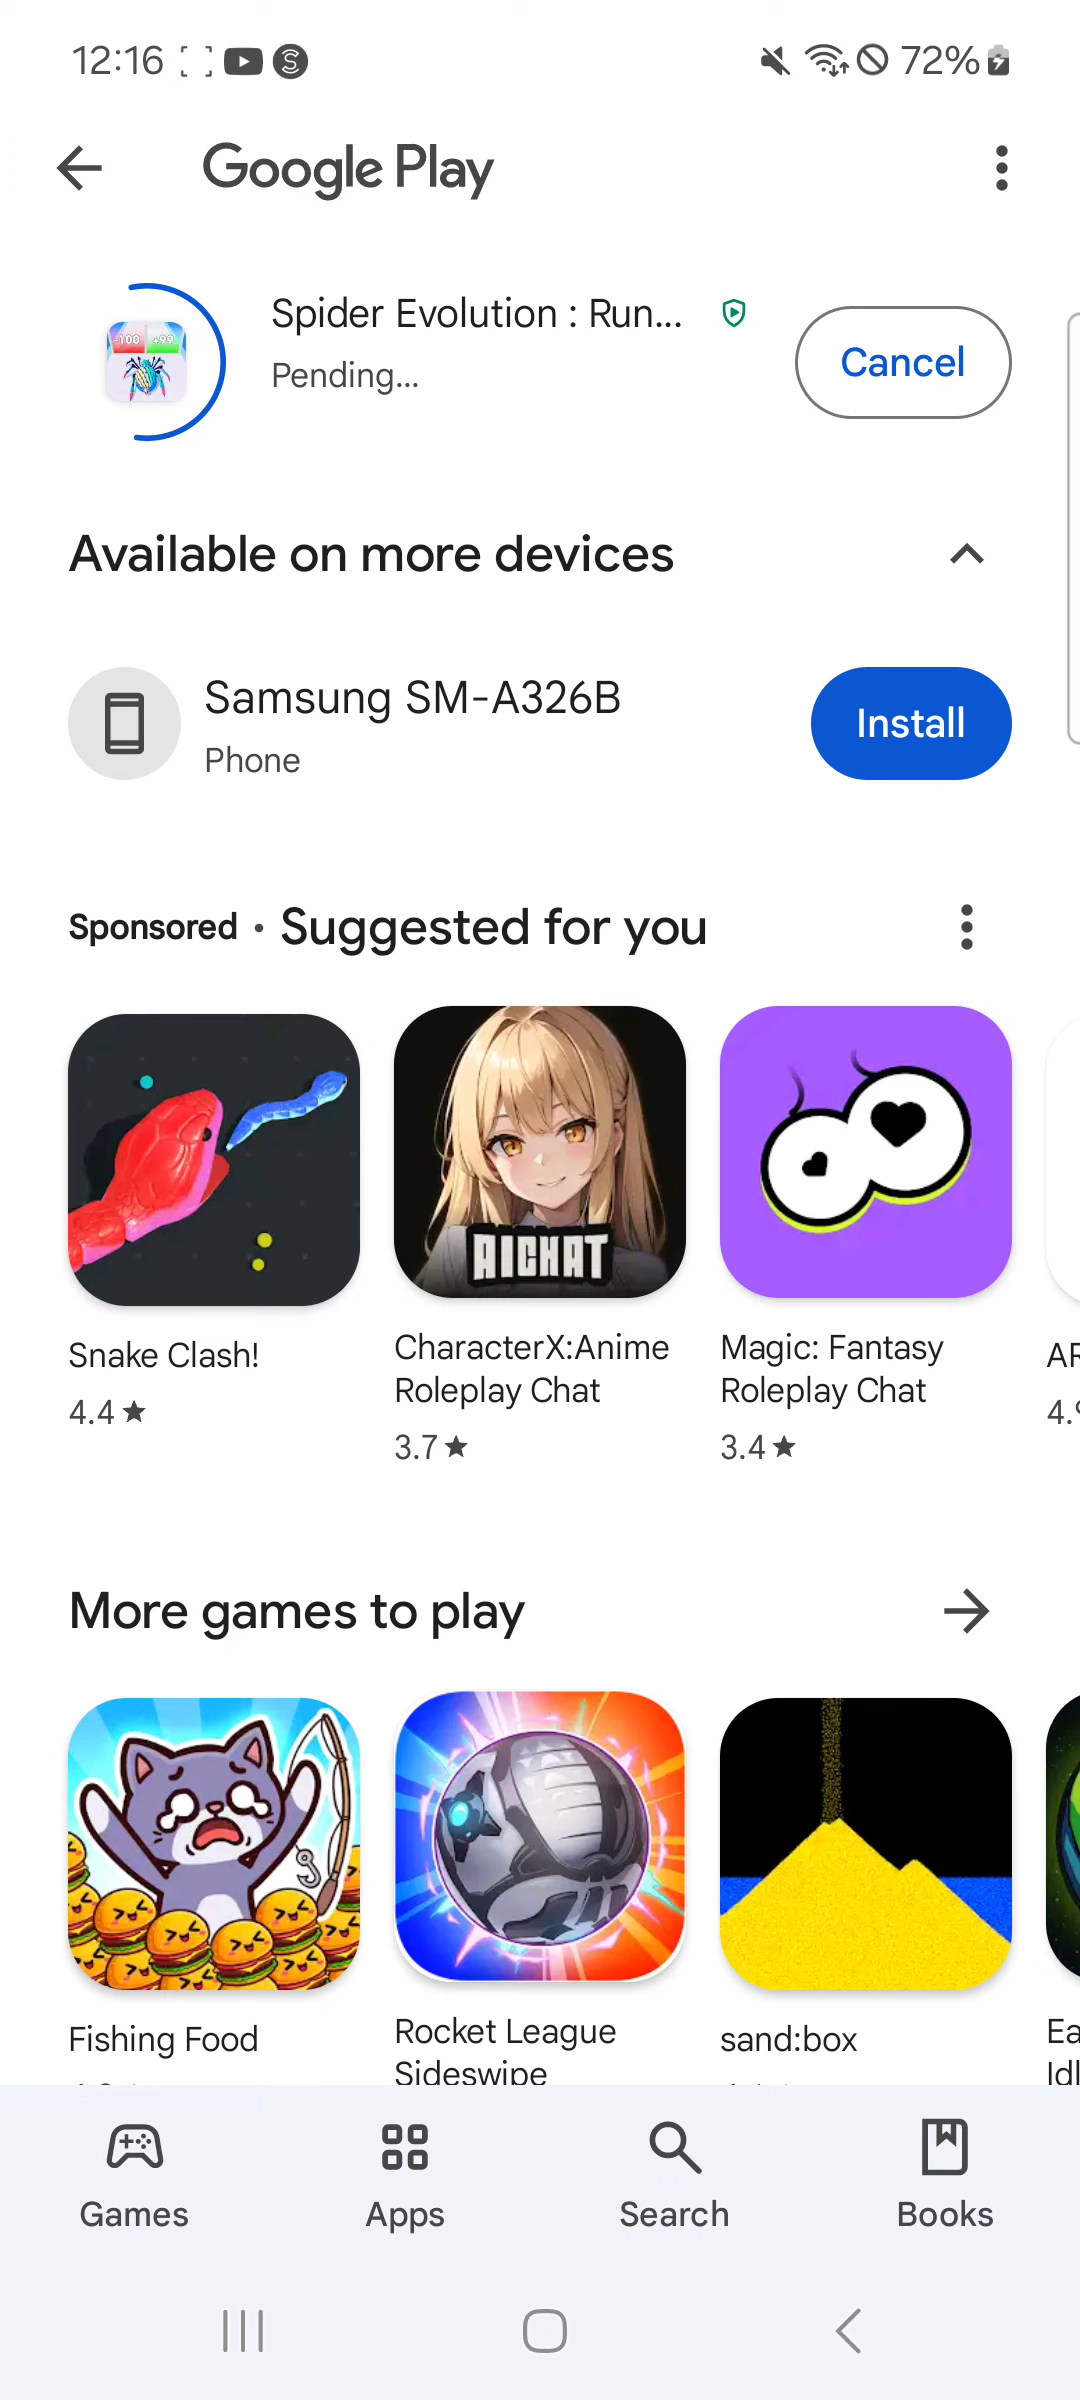 12:16
72%
Google Play
Spider Evolution : Run...
Pending...
Cancel
Available on more devices
Samsung SM-A326B
Phone
Install
Sponsored • Suggested for you
AICHAT
Snake Clash!
4.4 ★
CharacterX:Anime
Roleplay Chat
3.7 ★
Magic: Fantasy
Roleplay Chat
3.4 ★
More games to play
Fishing Food
Rocket League
Sideswipe
sand:box
Games
Apps
Search
Books